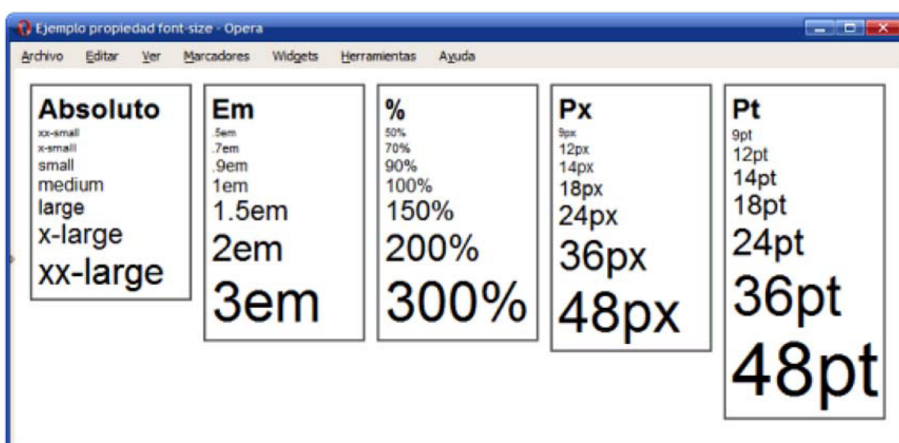 Ejemplo propiedad font-size - Opera
Archivo Editar Ver Marcadores Widgets Herramientas Ayuda
Absoluto
xx-small
x-small
small
medium
large
x-large
xx-large
Em
.5em
.7em
.9em
1em
1.5em
2em
3em
%
50%
70%
90%
100%
150%
200%
300%
Px
9px
12px
14px
18px
24px
36px
48px
Pt
9pt
12pt
14pt
18pt
24pt
36pt
48pt